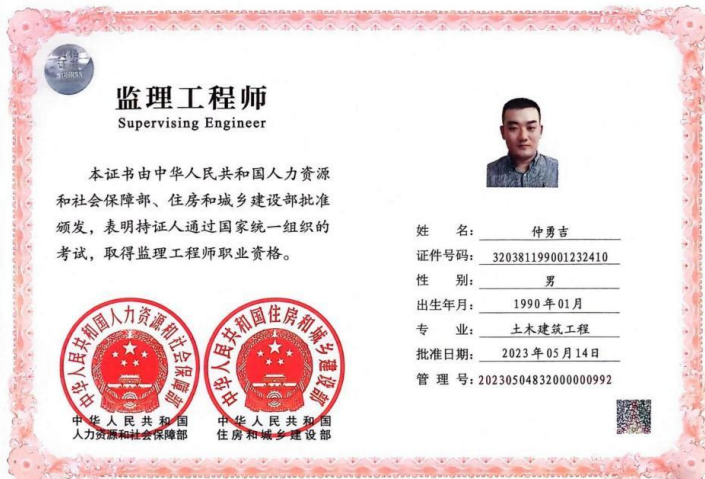 监理工程师
Supervising Engineer
本证书由中华人民共和国人力资源
和社会保障部、住房和城乡建设部批准
颁发，表明持证人通过国家统一组织的
考试，取得监理工程师职业资格。
中华人民共和国人力资源和社会保障部
中华人民共和国住房和城乡建设部
中华人民共和国
人力资源和社会保障部
中华人民共和国
住房和城乡建设部
姓 名： 仲勇吉
证件号码： 320381199001232410
性 别： 男
出生年月： 1990年01月
专 业： 土木建筑工程
批准日期： 2023年05月14日
管 理 号： 20230504832000000992